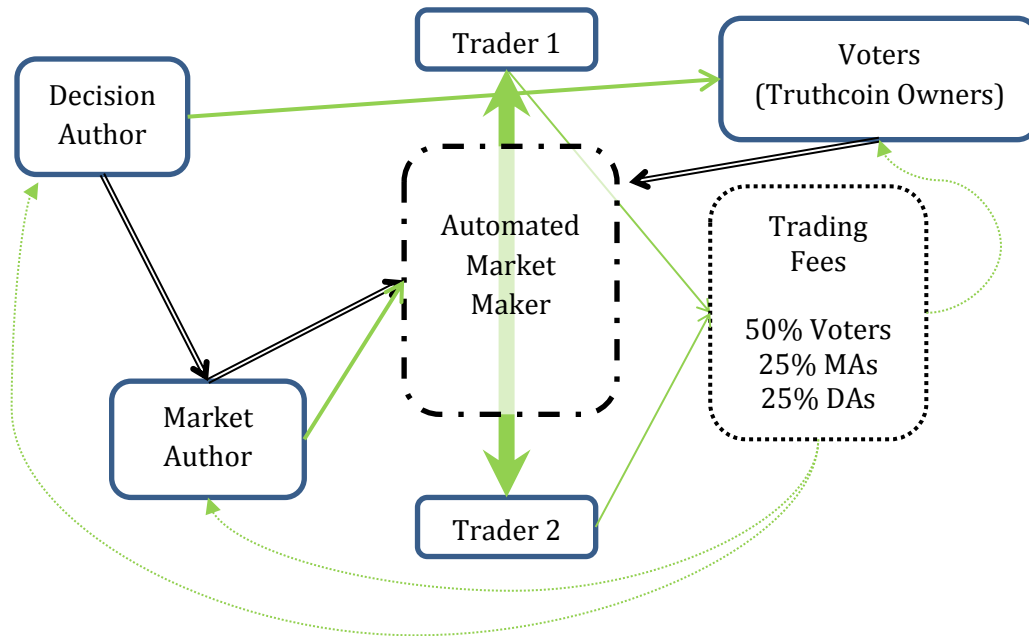 Trader 1
Voters
(Truthcoin Owners)
Decision
Author
Automated
Market
Maker
Trading
Fees
50% Voters
25% MAs
25% DAs
Market
Author
Trader 2